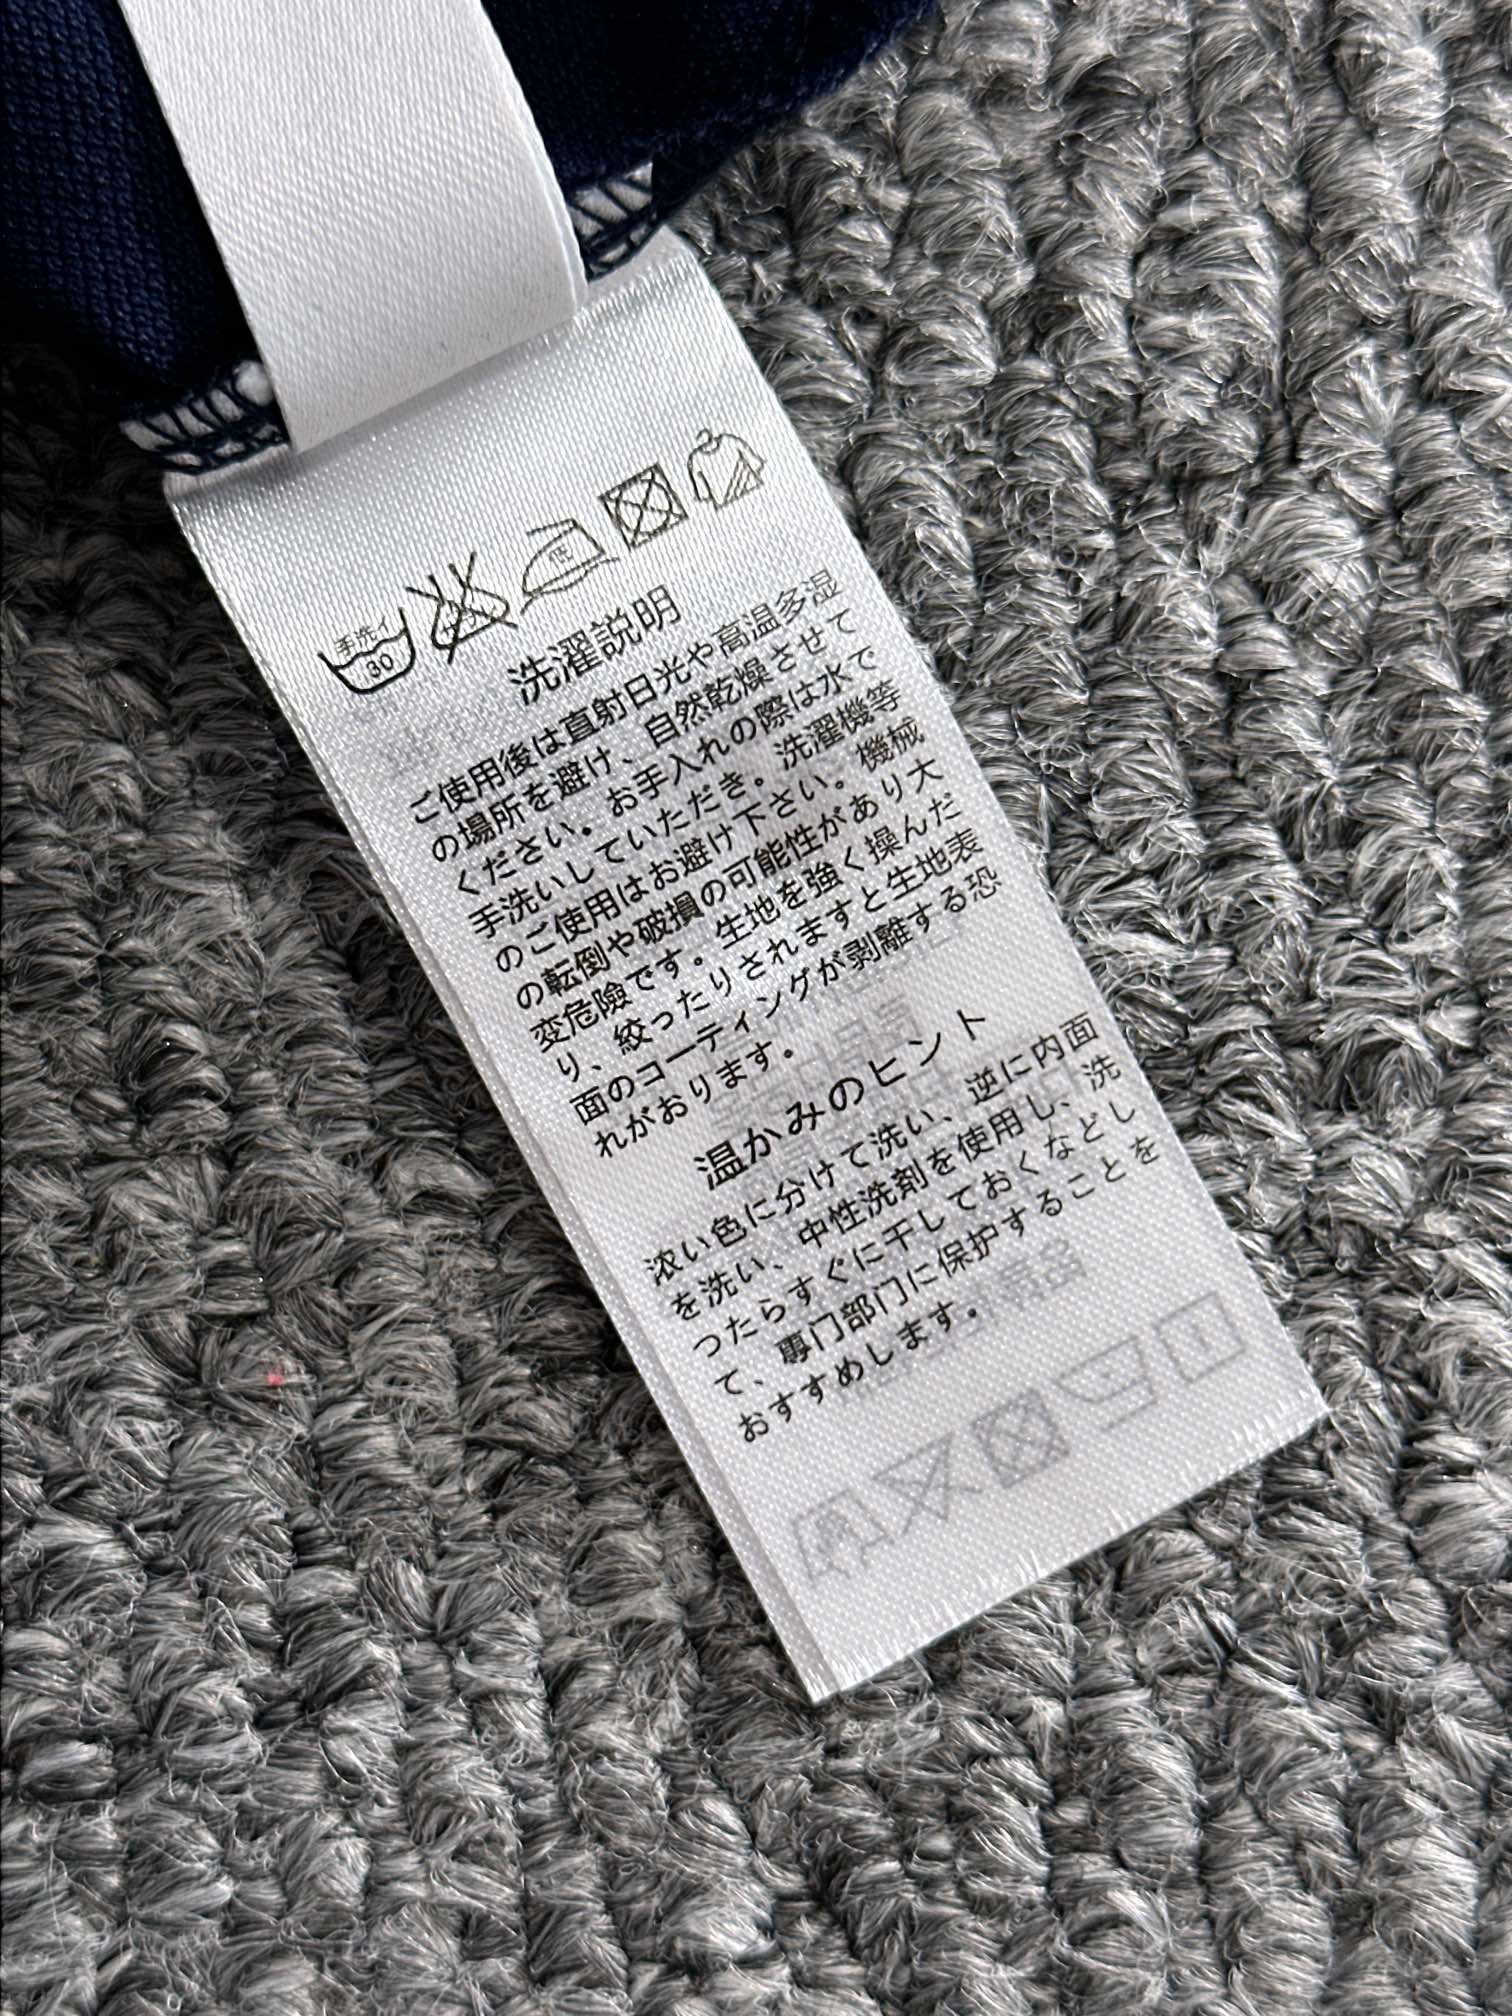 手洗イ
30
低
洗濯説明
ご使用後は直射日光や高温多湿
の場所を避け、自然乾燥させて
ください。お手入れの際は水で
手洗いしていただき。洗濯機等
のご使用はお避け下さい。機械
の転倒や破損の可能性があり大
変危險です。生地を強く操んだ
り、絞ったりされますと生地表
面のコーティングが剥離する恐
れがおります。
温かみのヒント
浓い色に分けて洗い、逆に内面
を洗い、中性洗剤を使用し、洗
つたらすぐに干しておくなどし
て、専门部门に保护することを
おすすめします。